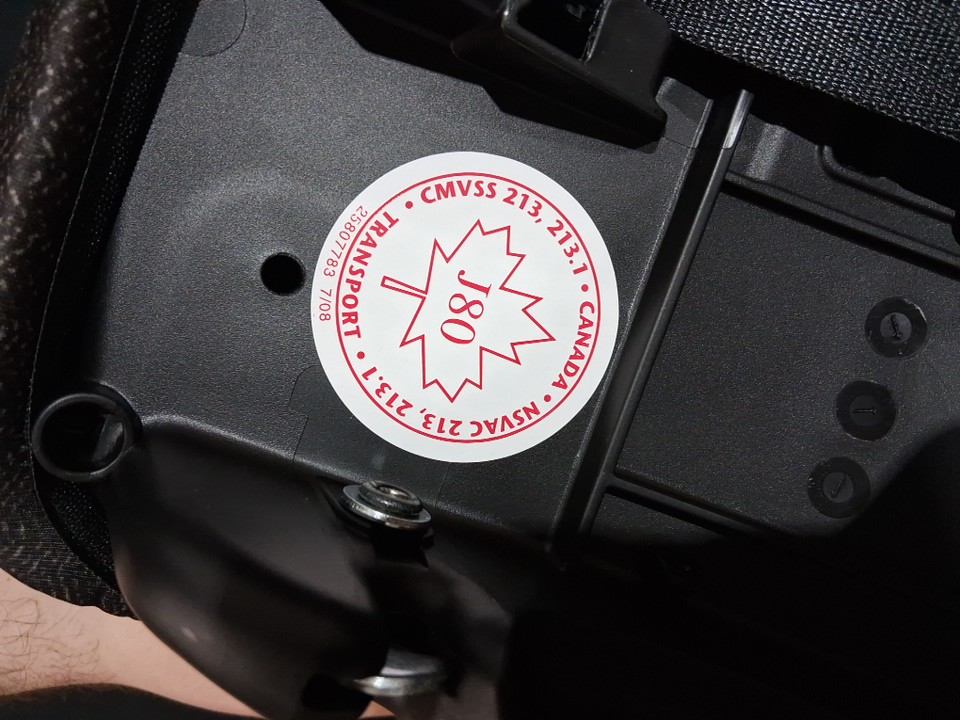 • CMVSS 213, 213.1 • CANADA • NSVAC 213, 213.1 • TRANSPORT
J80
25807783 7/08